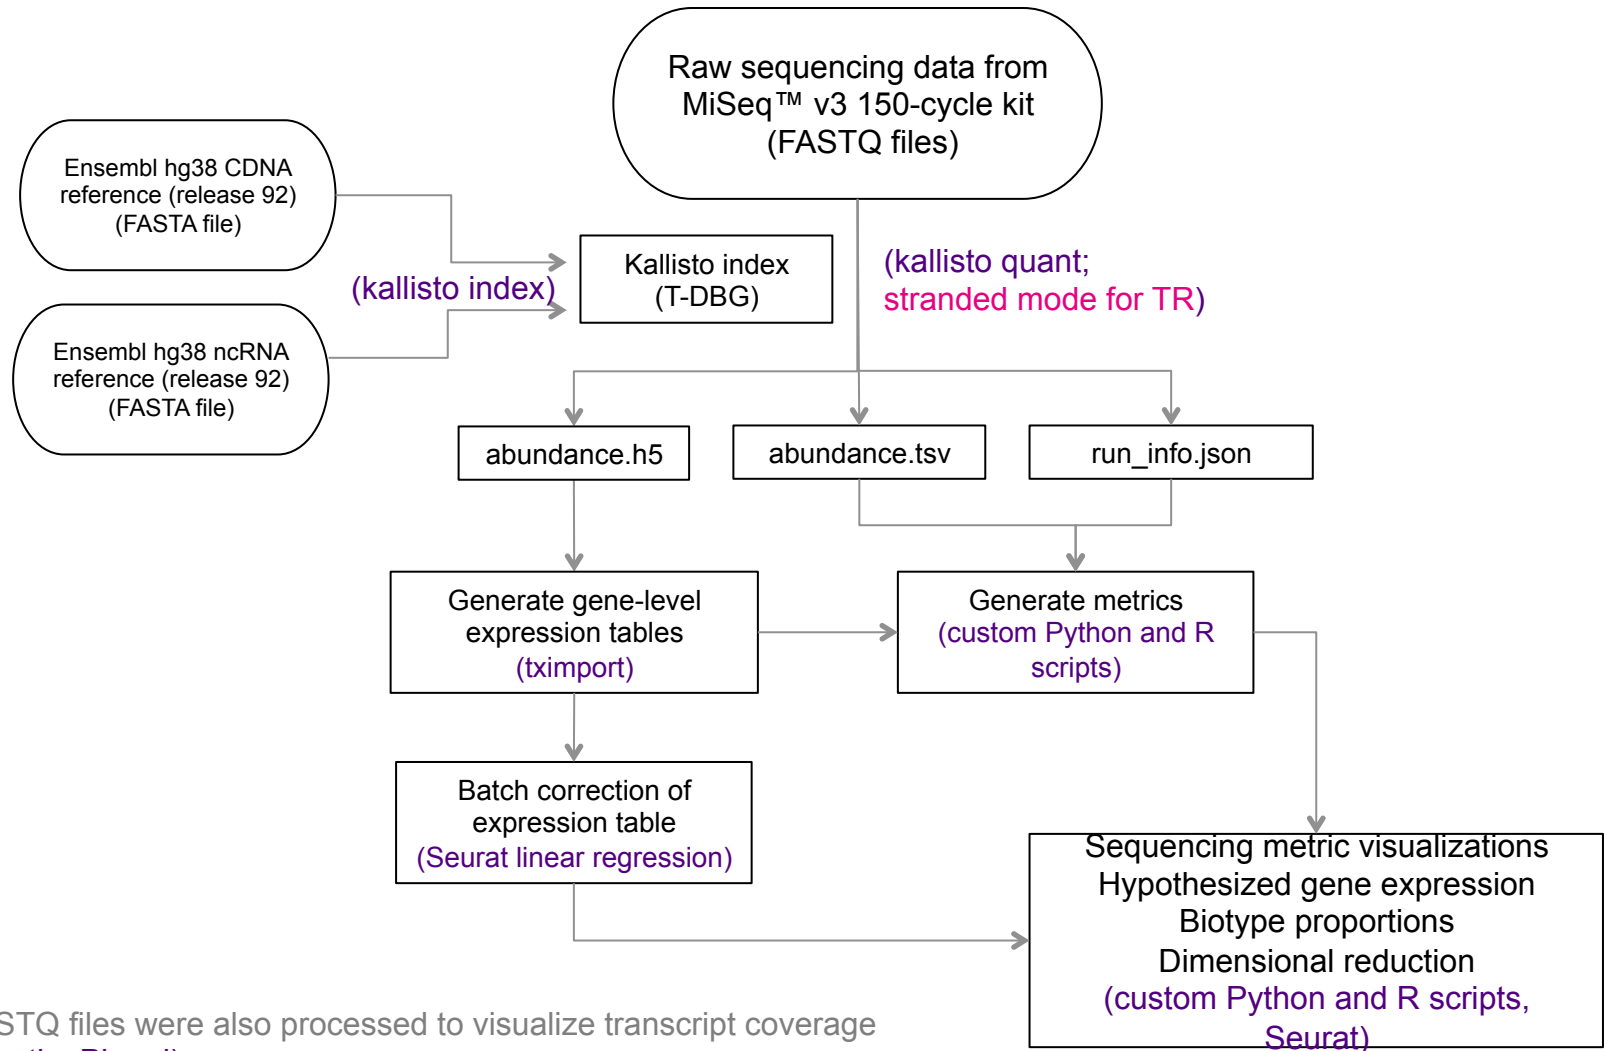 Raw sequencing data from
MiSeq™ v3 150-cycle kit
(FASTQ files)
Ensembl hg38 CDNA
reference (release 92)
(FASTA file)
(kallisto index)
Kallisto index
(T-DBG)
(kallisto quant;
stranded mode for TR)
Ensembl hg38 ncRNA
reference (release 92)
(FASTA file)
abundance.h5
abundance.tsv
run_info.json
Generate gene-level
expression tables
(tximport)
Generate metrics
(custom Python and R
scripts)
Batch correction of
expression table
(Seurat linear regression)
Sequencing metric visualizations
Hypothesized gene expression
Biotype proportions
Dimensional reduction
(custom Python and R scripts,
Seurat)
STQ files were also processed to visualize transcript coverage